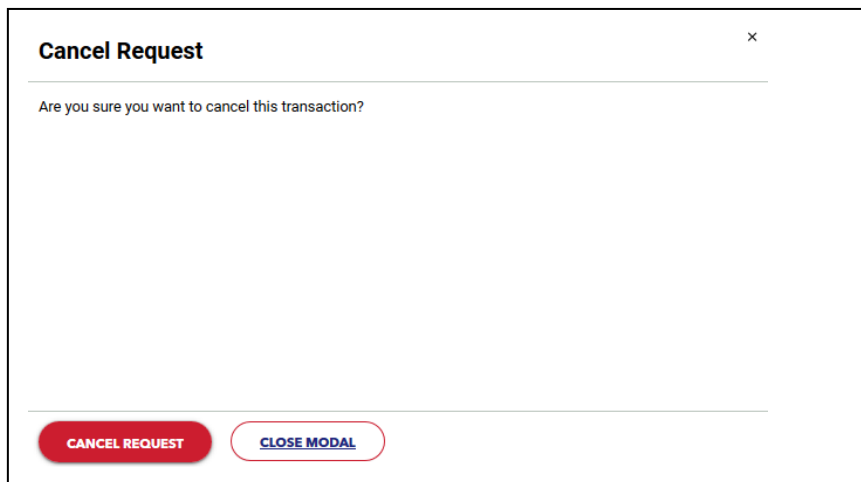 Cancel Request
×
Are you sure you want to cancel this transaction?
CANCEL REQUEST
CLOSE MODAL